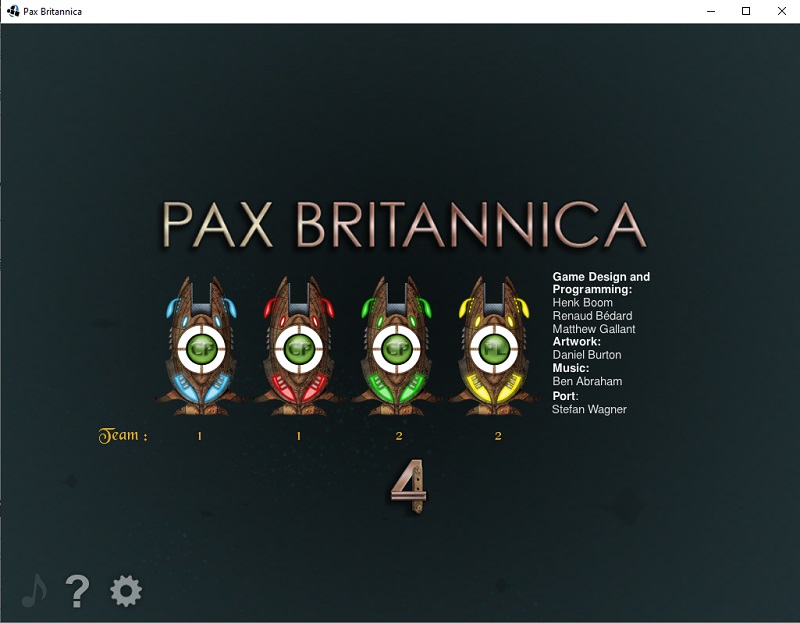 Pax Britannica
PAX BRITANNICA
Game Design and
Programming:
Henk Boom
Renaud Bédard
Matthew Gallant
Artwork:
Daniel Burton
Music:
Ben Abraham
Port:
Stefan Wagner
CP CP CP PL
Team : 1 1 2 2
4
?